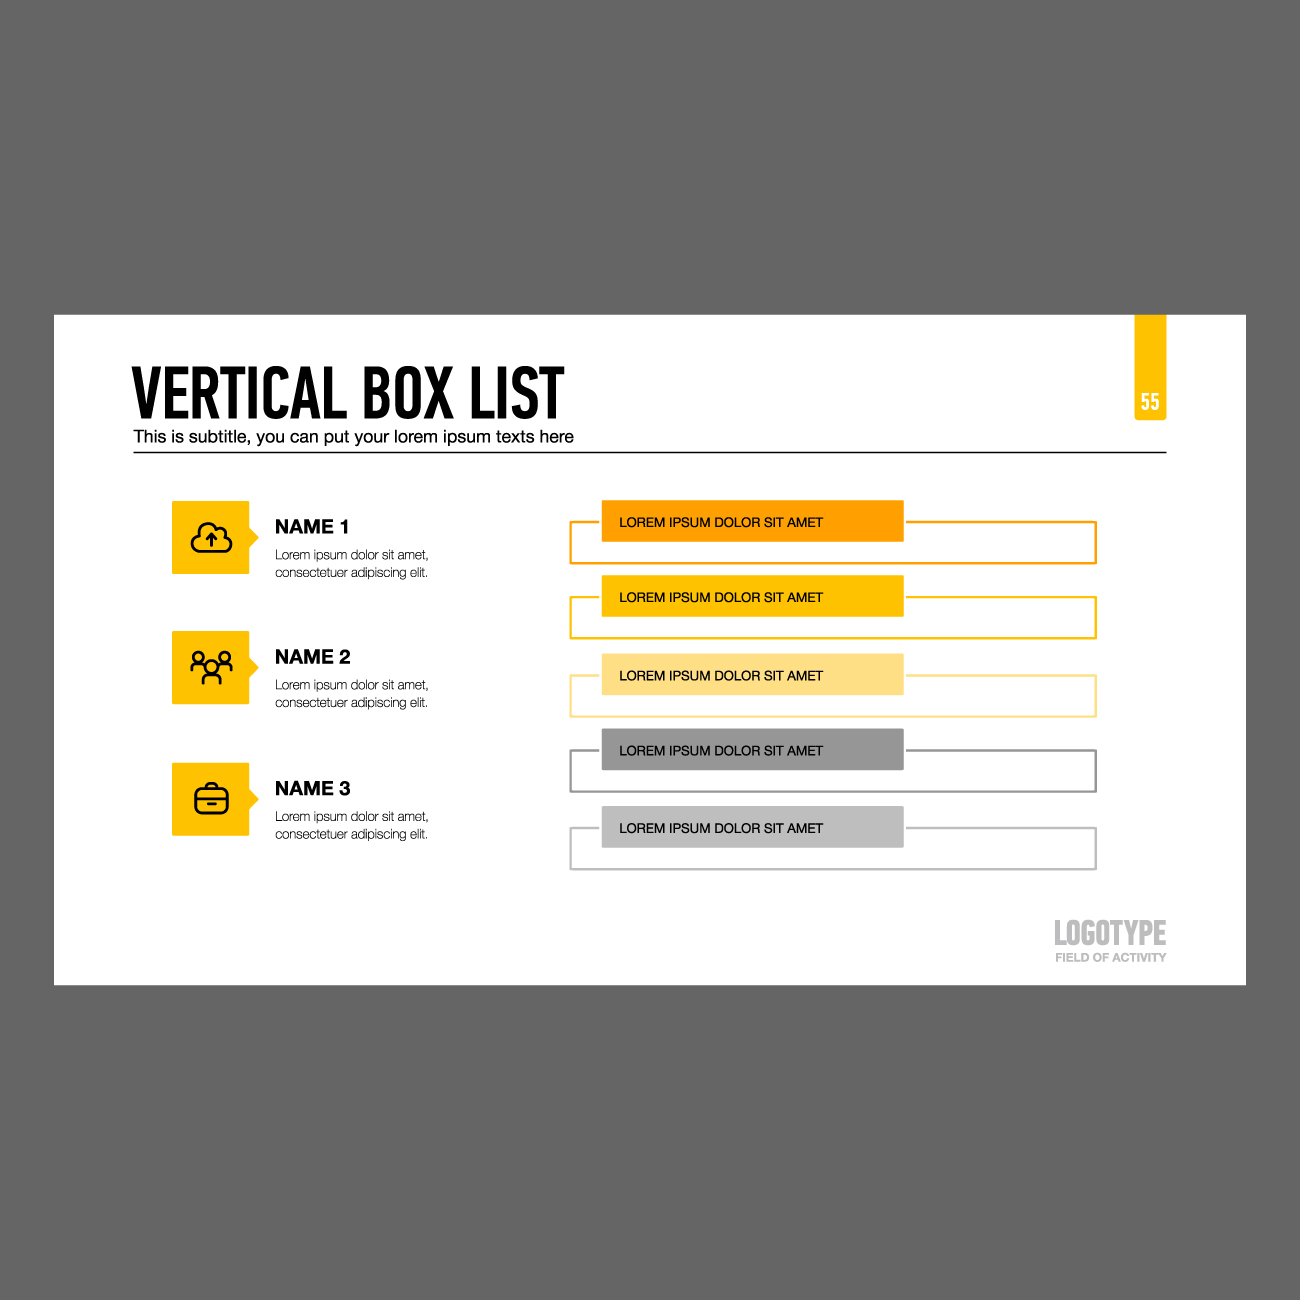 VERTICAL BOX LIST
This is subtitle, you can put your lorem ipsum texts here
55
NAME 1
Lorem ipsum dolor sit amet,
consectetuer adipiscing elit.
NAME 2
Lorem ipsum dolor sit amet,
consectetuer adipiscing elit.
NAME 3
Lorem ipsum dolor sit amet,
consectetuer adipiscing elit.
LOREM IPSUM DOLOR SIT AMET
LOREM IPSUM DOLOR SIT AMET
LOREM IPSUM DOLOR SIT AMET
LOREM IPSUM DOLOR SIT AMET
LOREM IPSUM DOLOR SIT AMET
LOGOTYPE
FIELD OF ACTIVITY